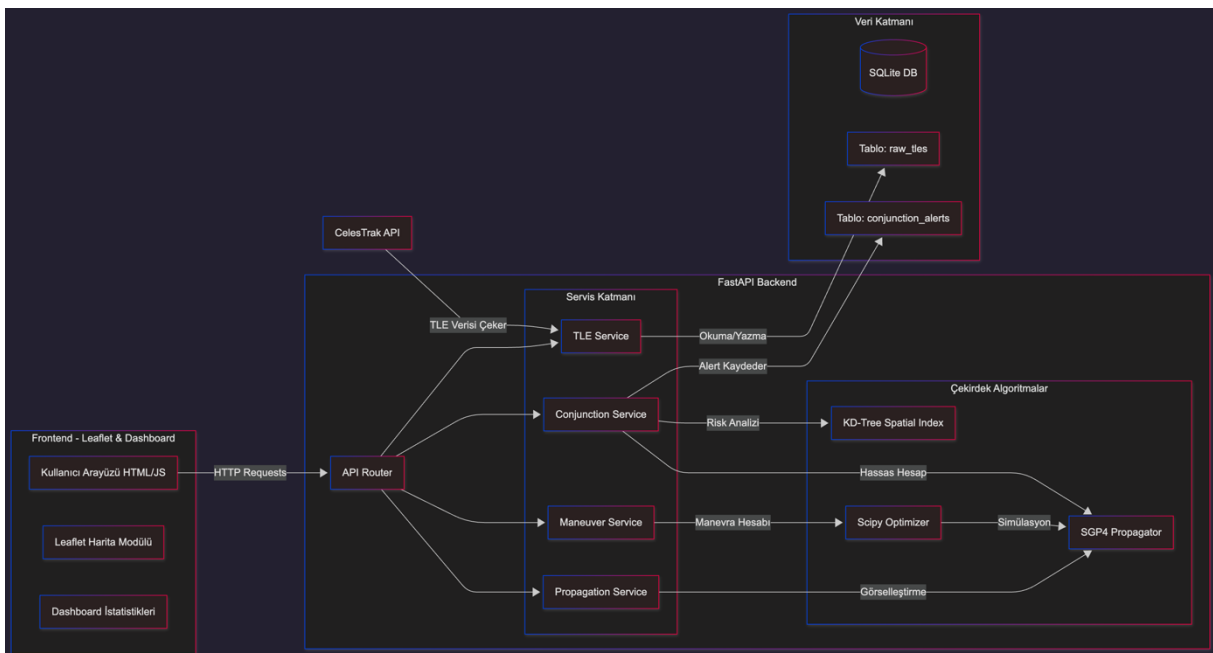 Veri Katmanı
SQLite DB
Tablo: raw_tles
Tablo: conjunction_alerts
CelesTrak API
FastAPI Backend
Servis Katmanı
TLE Verisi Çeker
TLE Service
Okuma/Yazma
Alert Kaydeder
Çekirdek Algoritmalar
Conjunction Service
Risk Analizi
KD-Tree Spatial Index
Frontend - Leaflet & Dashboard
Kullanıcı Arayüzü HTML/JS
HTTP Requests
API Router
Hassas Hesap
Maneuver Service
Manevra Hesabı
Scipy Optimizer
Simülasyon
SGP4 Propagator
Leaflet Harita Modülü
Propagation Service
Görselleştirme
Dashboard İstatistikleri